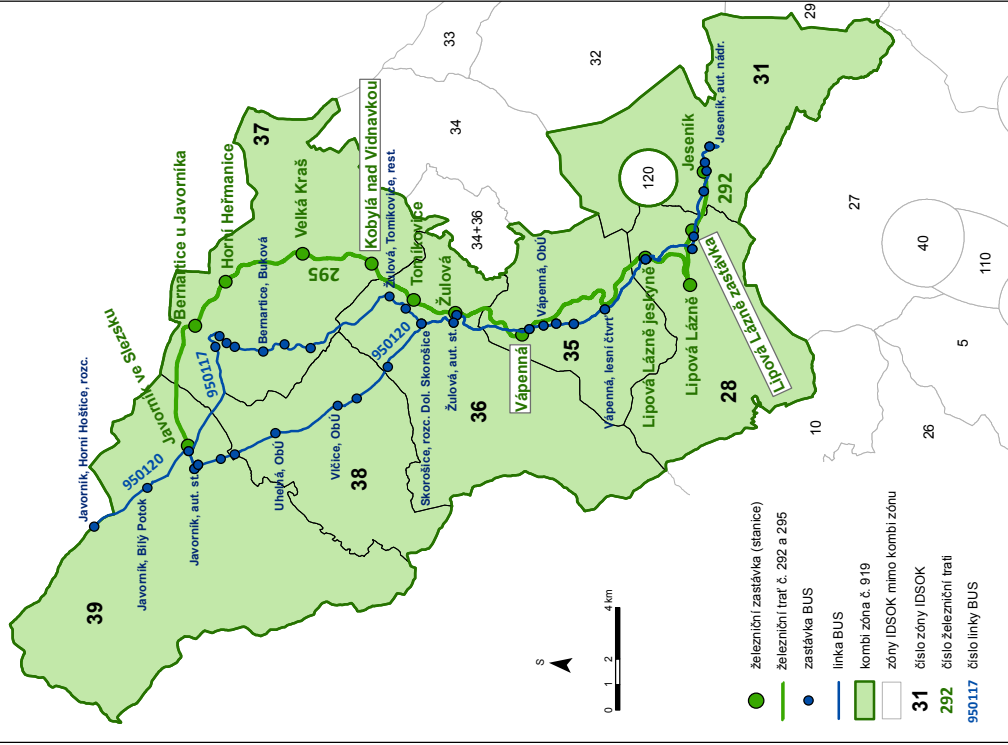 Javorník, Horní Hoštice, rozc.
Javorník, Bílý Potok
950120
Javorník ve Slezsku
Javorník, aut. st.
39
Bernartice u Javorníka
Horní Heřmanice
950117
Bernartice, Buková
Velká Kraš
295
37
Kobylá nad Vidnavkou
Uhelná, ObÚ
Vlčice, ObÚ
38
950120
Žulová, Tomíkovice, rest.
Tomíkovice
Skorošice, rozc. Dol. Skorošice
Žulová
Žulová, aut. st.
36
34+36
33
34
32
Vápenná
Vápenná, ObÚ
35
Vápenná, lesní čtvrť
Lipová Lázně jeskyně
Lipová Lázně
Lipová Lázně zastávka
28
120
Jeseník
292
Jeseník, aut. nádr.
31
29
27
40
110
5
10
26
S
0 1 2 4 km
železniční zastávka (stanice)
železniční trať č. 292 a 295
zastávka BUS
linka BUS
kombi zóna č. 919
zóny IDSOK mimo kombi zónu
31 číslo zóny IDSOK
292 číslo železniční trati
950117 číslo linky BUS